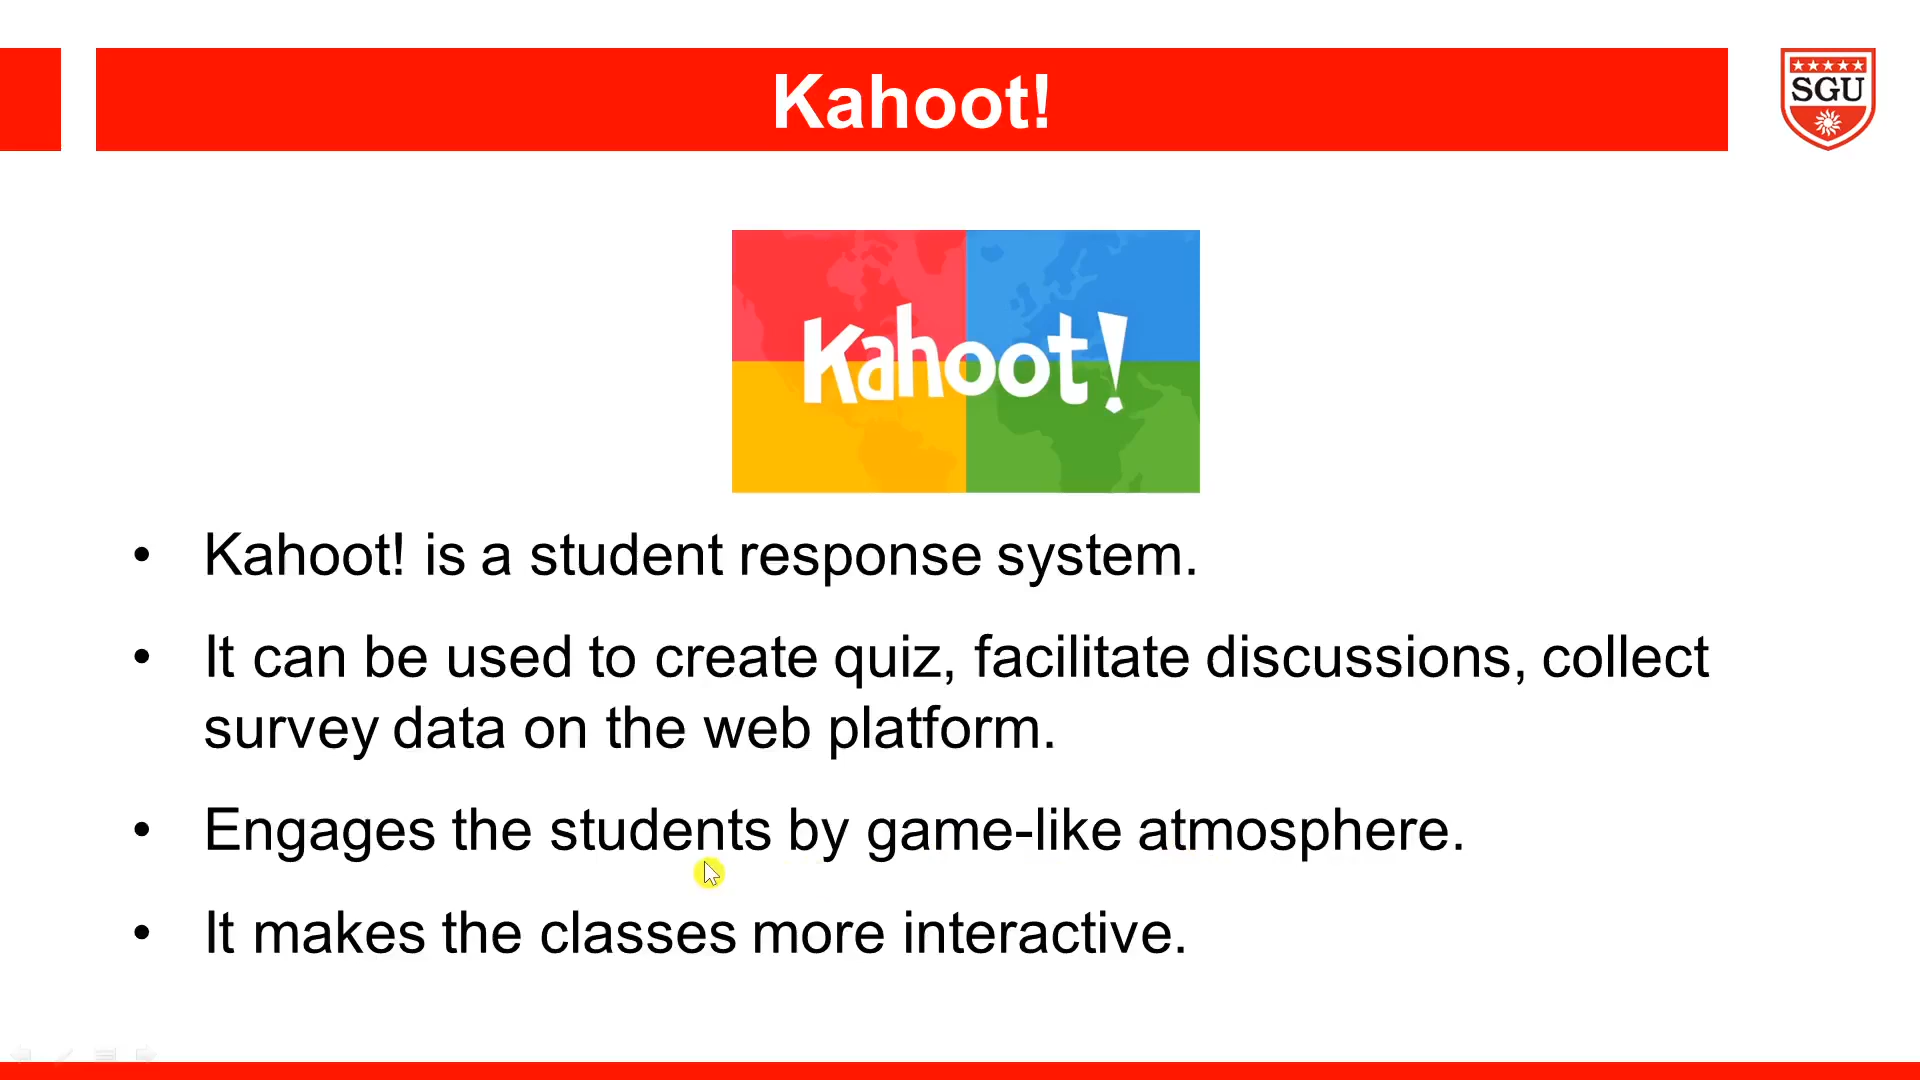 Kahoot!
SGU
Kahoot!
• Kahoot! is a student response system.
• It can be used to create quiz, facilitate discussions, collect
survey data on the web platform.
• Engages the students by game-like atmosphere.
• It makes the classes more interactive.